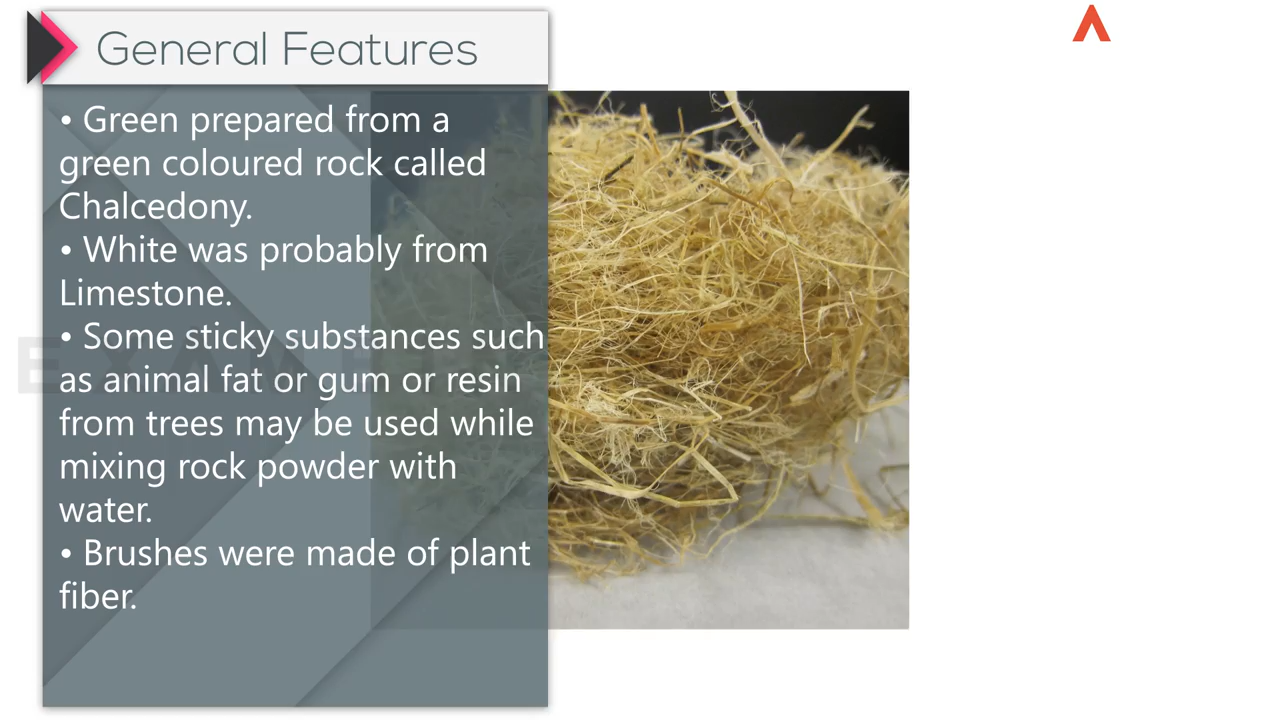 General Features
• Green prepared from a
green coloured rock called
Chalcedony.
• White was probably from
Limestone.
• Some sticky substances such
as animal fat or gum or resin
from trees may be used while
mixing rock powder with
water.
• Brushes were made of plant
fiber.